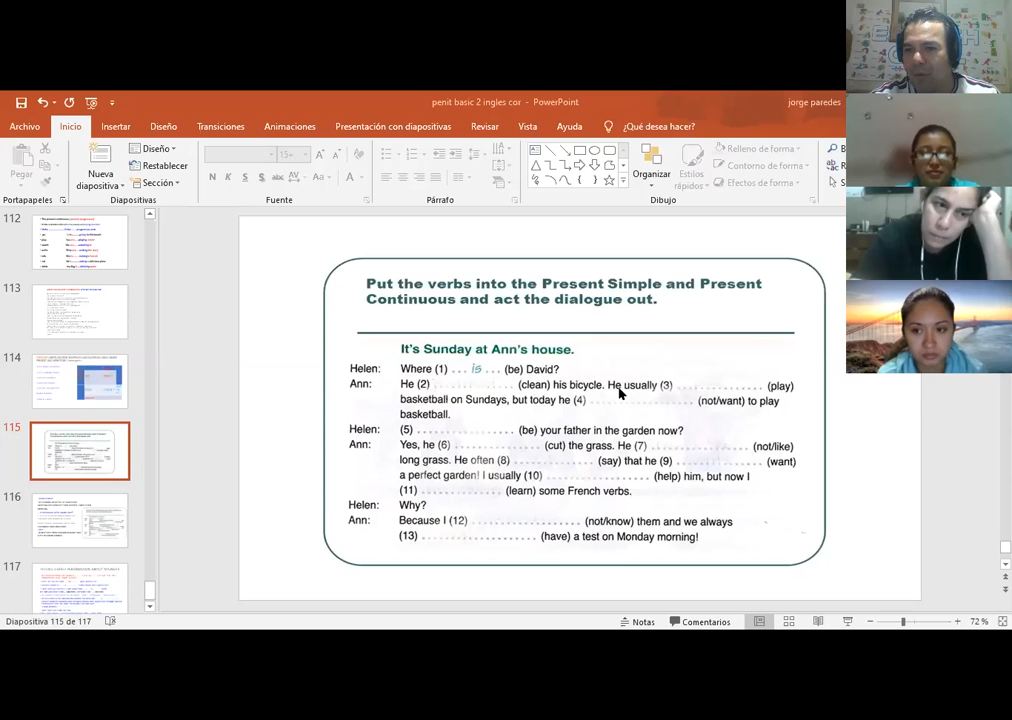 penit basic 2 ingles cor - PowerPoint
jorge paredes
Archivo Inicio Insertar Diseño Transiciones Animaciones Presentación con diapositivas Revisar Vista Ayuda ¿Qué desea hacer?
Pegar
Nueva diapositiva
Diseño
Restablecer
Sección
15+
N K S S abc AV Aa A
Organizar
Estilos rápidos
Relleno de forma
Contorno de forma
Efectos de forma
Portapapeles Diapositivas Fuente Párrafo Dibujo
112
113
114
115
116
117
Put the verbs into the Present Simple and Present
Continuous and act the dialogue out.
It's Sunday at Ann's house.
Helen: Where (1) ... is ... (be) David?
Ann: He (2) .................. (clean) his bicycle. He usually (3) .................. (play)
basketball on Sundays, but today he (4) .................. (not/want) to play
basketball.
Helen: (5) .................. (be) your father in the garden now?
Ann: Yes, he (6) .................. (cut) the grass. He (7) .................. (not/like)
long grass. He often (8) .................. (say) that he (9) .................. (want)
a perfect garden! I usually (10) .................. (help) him, but now I
(11) .................. (learn) some French verbs.
Helen: Why?
Ann: Because I (12) .................. (not/know) them and we always
(13) .................. (have) a test on Monday morning!
Diapositiva 115 de 117
Notas Comentarios
72 %